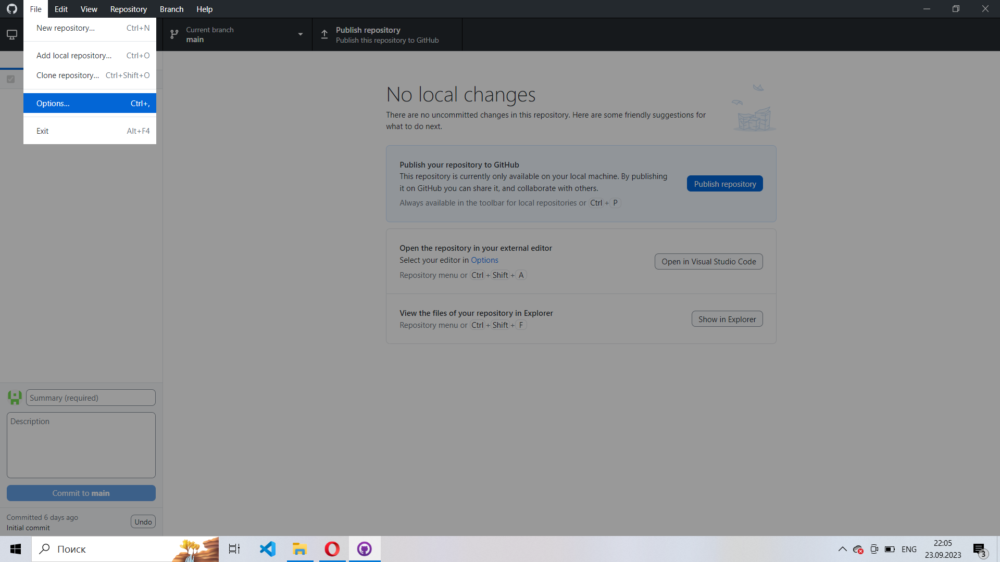 File Edit View Repository Branch Help
New repository... Ctrl+N
Add local repository... Ctrl+O
Clone repository... Ctrl+Shift+O
Options... Ctrl+,
Exit Alt+F4
Current branch
main
Publish repository
Publish this repository to GitHub
No local changes
There are no uncommitted changes in this repository. Here are some friendly suggestions for
what to do next.
Publish your repository to GitHub
This repository is currently only available on your local machine. By publishing
it on GitHub you can share it, and collaborate with others.
Always available in the toolbar for local repositories or Ctrl + P
Publish repository
Open the repository in your external editor
Select your editor in Options
Repository menu or Ctrl + Shift + A
Open in Visual Studio Code
View the files of your repository in Explorer
Repository menu or Ctrl + Shift + F
Show in Explorer
Summary (required)
Description
Commit to main
Committed 6 days ago
Initial commit
Undo
Поиск
ENG
22:05
23.09.2023
3